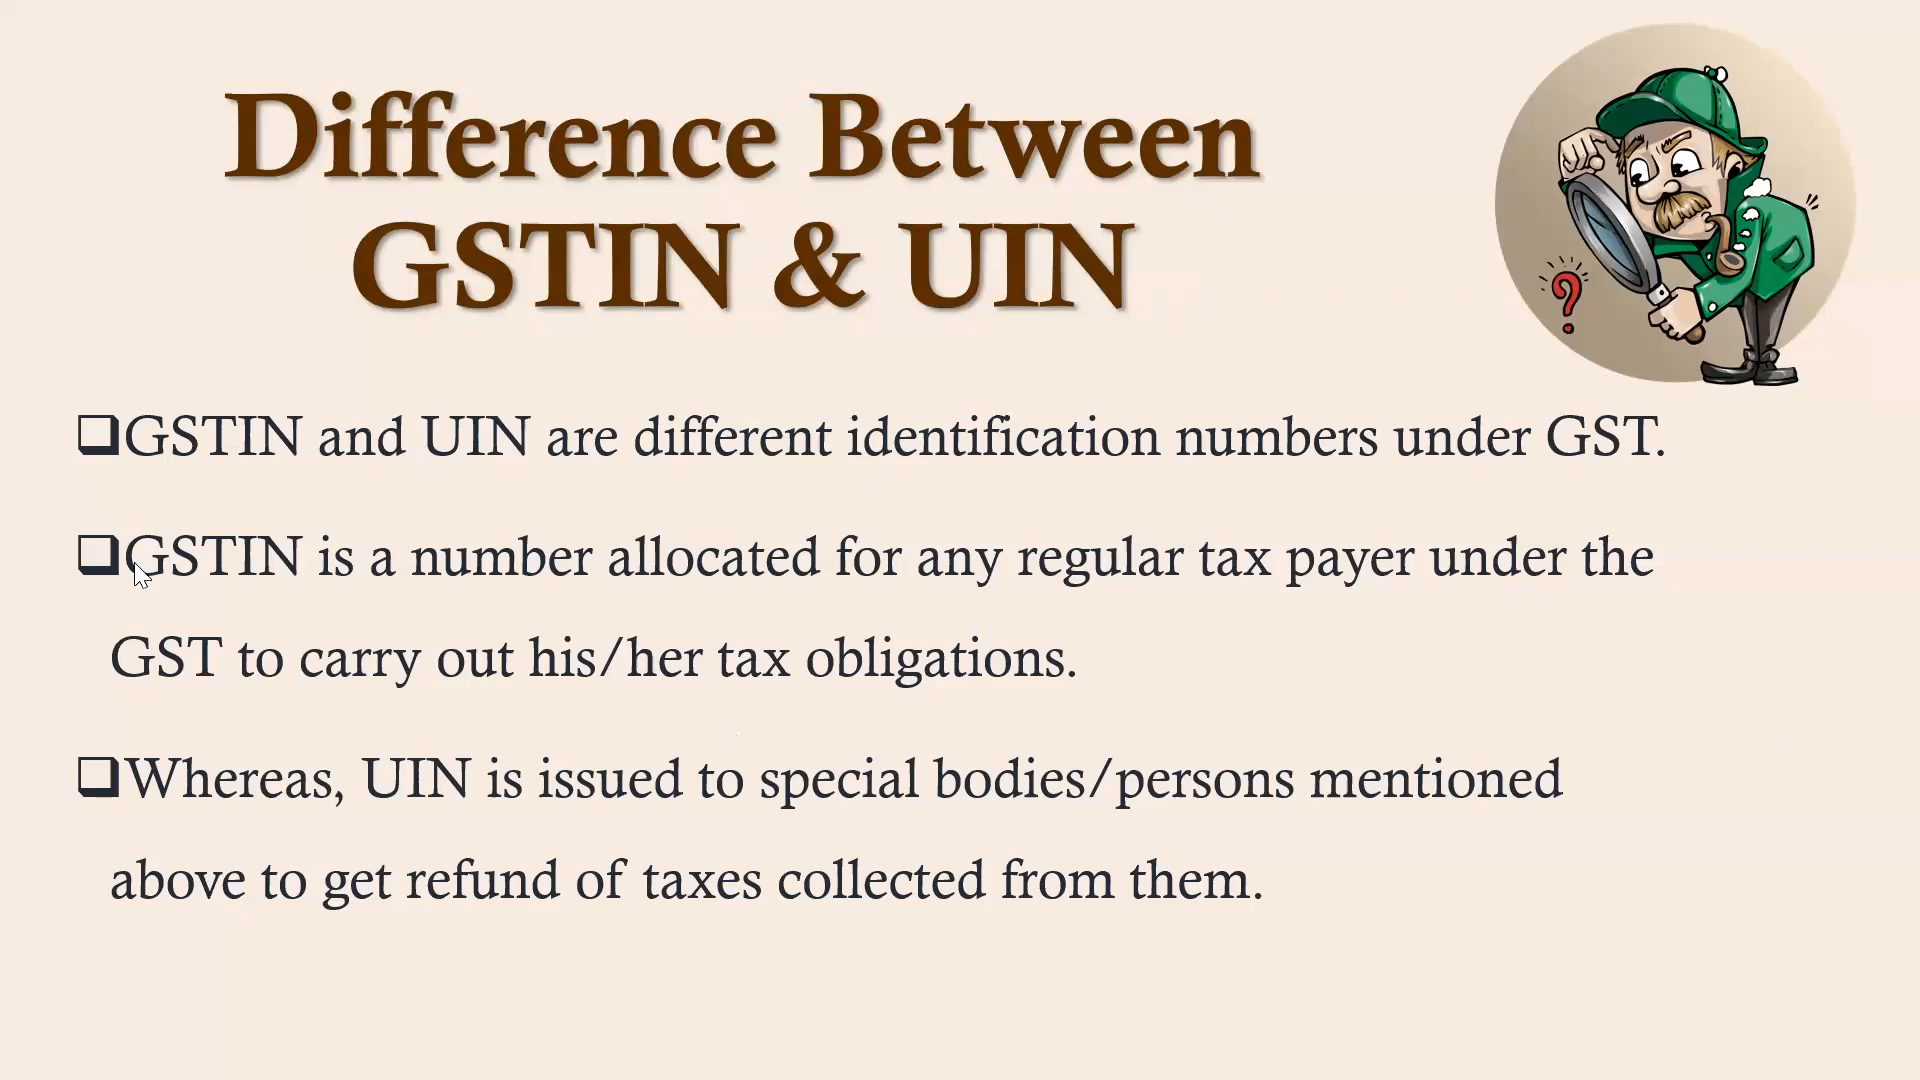 Difference Between
GSTIN & UIN
?
❑GSTIN and UIN are different identification numbers under GST.
❑GSTIN is a number allocated for any regular tax payer under the
GST to carry out his/her tax obligations.
❑Whereas, UIN is issued to special bodies/persons mentioned
above to get refund of taxes collected from them.